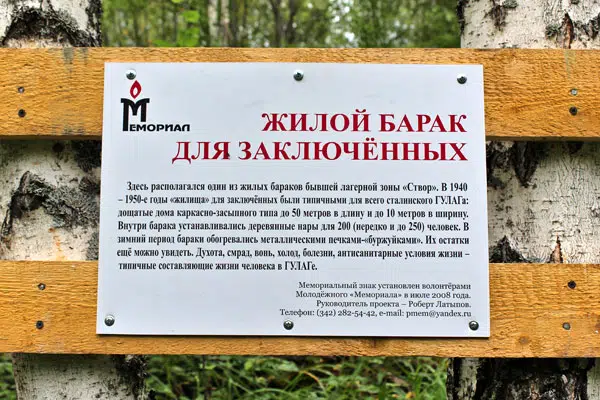 МЕМОРИАЛ
ЖИЛОЙ БАРАК
ДЛЯ ЗАКЛЮЧЁННЫХ
Здесь располагался один из жилых бараков бывшей лагерной зоны «Створ». В 1940
– 1950-е годы «жилища» для заключённых были типичными для всего сталинского ГУЛАГа:
дощатые дома каркасно-засыпного типа до 50 метров в длину и до 10 метров в ширину.
Внутри барака устанавливались деревянные нары для 200 (нередко и до 250) человек. В
зимний период бараки обогревались металлическими печками-«буржуйками». Их остатки
ещё можно увидеть. Духота, смрад, вонь, холод, болезни, антисанитарные условия жизни –
типичные составляющие жизни человека в ГУЛАГе.
Мемориальный знак установлен волонтёрами
Молодёжного «Мемориала» в июле 2008 года.
Руководитель проекта – Роберт Латыпов.
Телефон: (342) 282-54-42, e-mail: pmem@yandex.ru